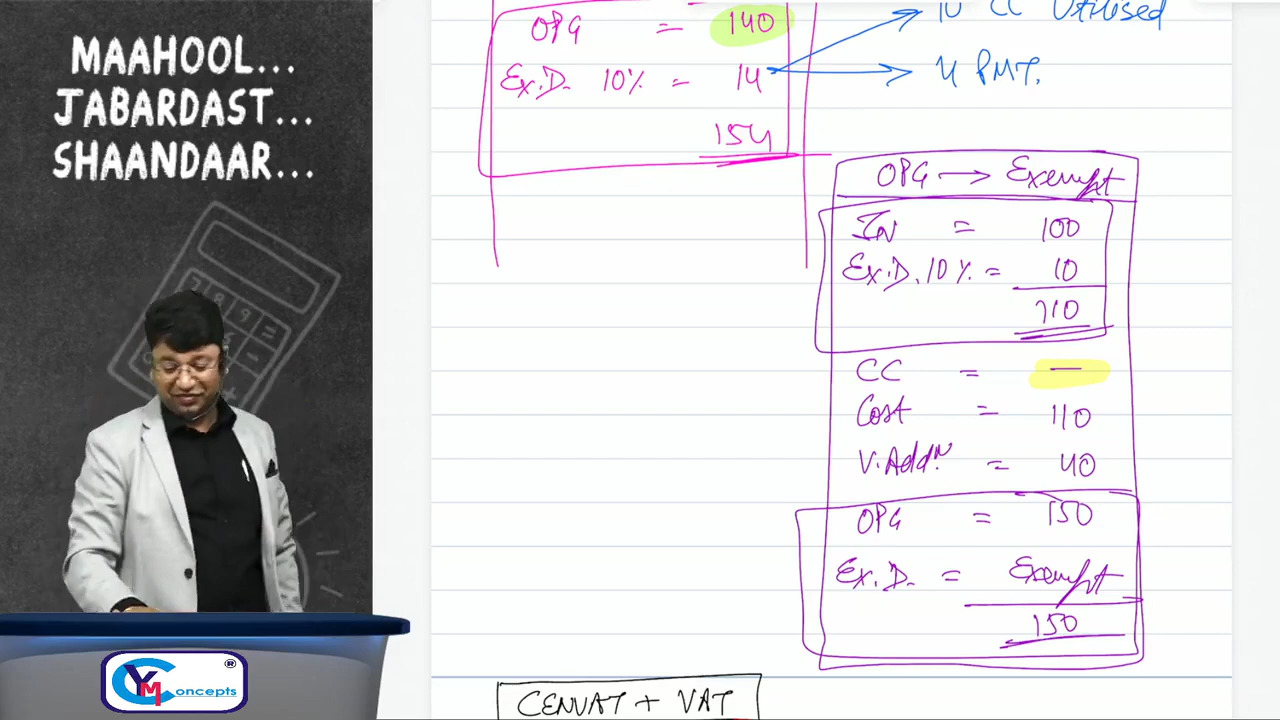 MAAHOOL...
JABARDAST...
SHAANDAAR...
OPG = 140
10 CC Utilised
Ex.D. 10% = 14
4 PMT.
154
OPG → Exempt
IN = 100
Ex.D. 10% = 10
110
CC = —
Cost = 110
V.Addn = 40
OPG = 150
Ex.D. = Exempt
150
YM Concepts ®
CENVAT + VAT